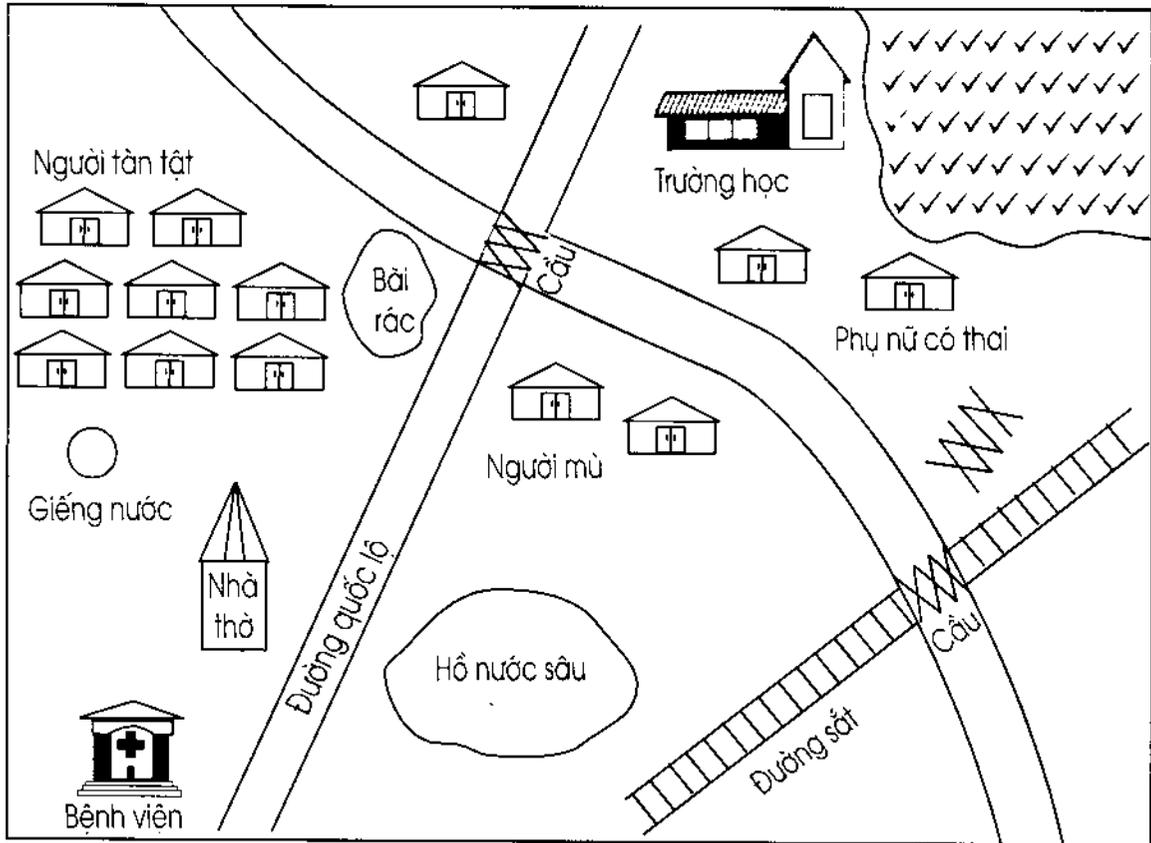 Người tàn tật
Trường học
Bãi
rác
Cầu
Phụ nữ có thai
Người mù
Giếng nước
Nhà
thờ
Đường quốc lộ
Hồ nước sâu
Cầu
Đường sắt
Bệnh viện